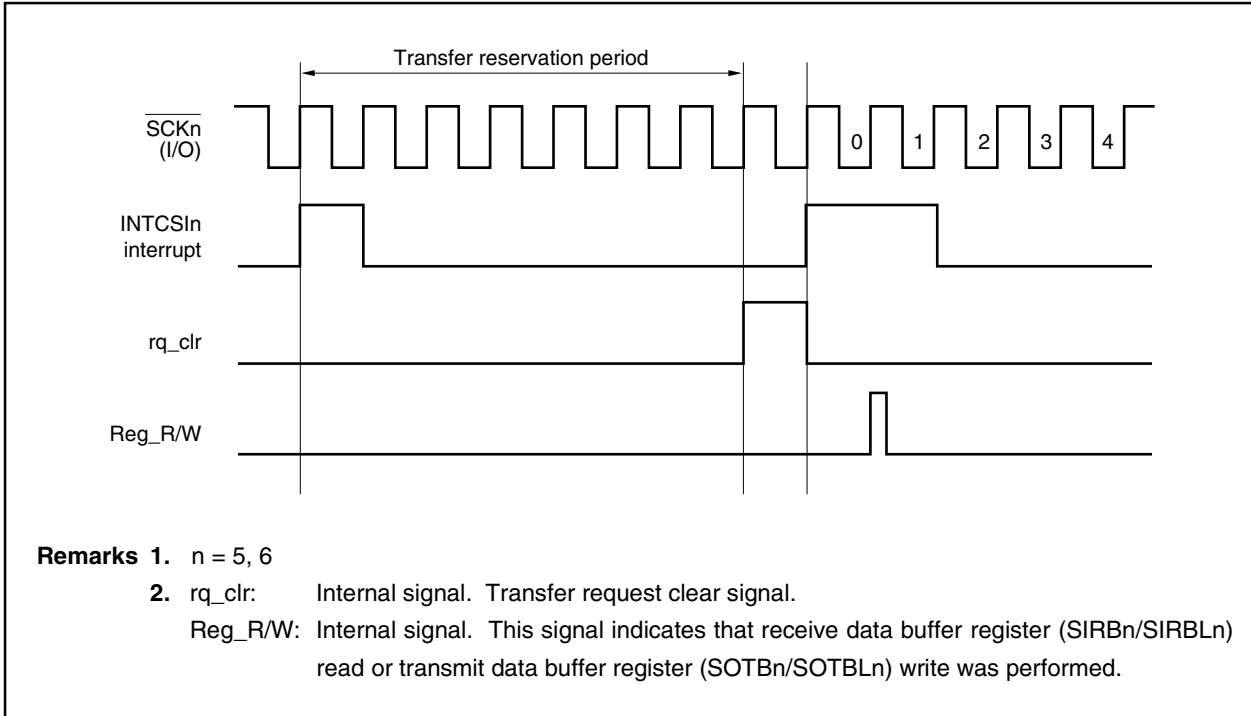 Transfer reservation period
SCKn
(I/O)
0 1 2 3 4
INTCSIn
interrupt
rq_clr
Reg_R/W
Remarks 1. n = 5, 6
2. rq_clr: Internal signal. Transfer request clear signal.
Reg_R/W: Internal signal. This signal indicates that receive data buffer register (SIRBn/SIRBLn)
read or transmit data buffer register (SOTBn/SOTBLn) write was performed.